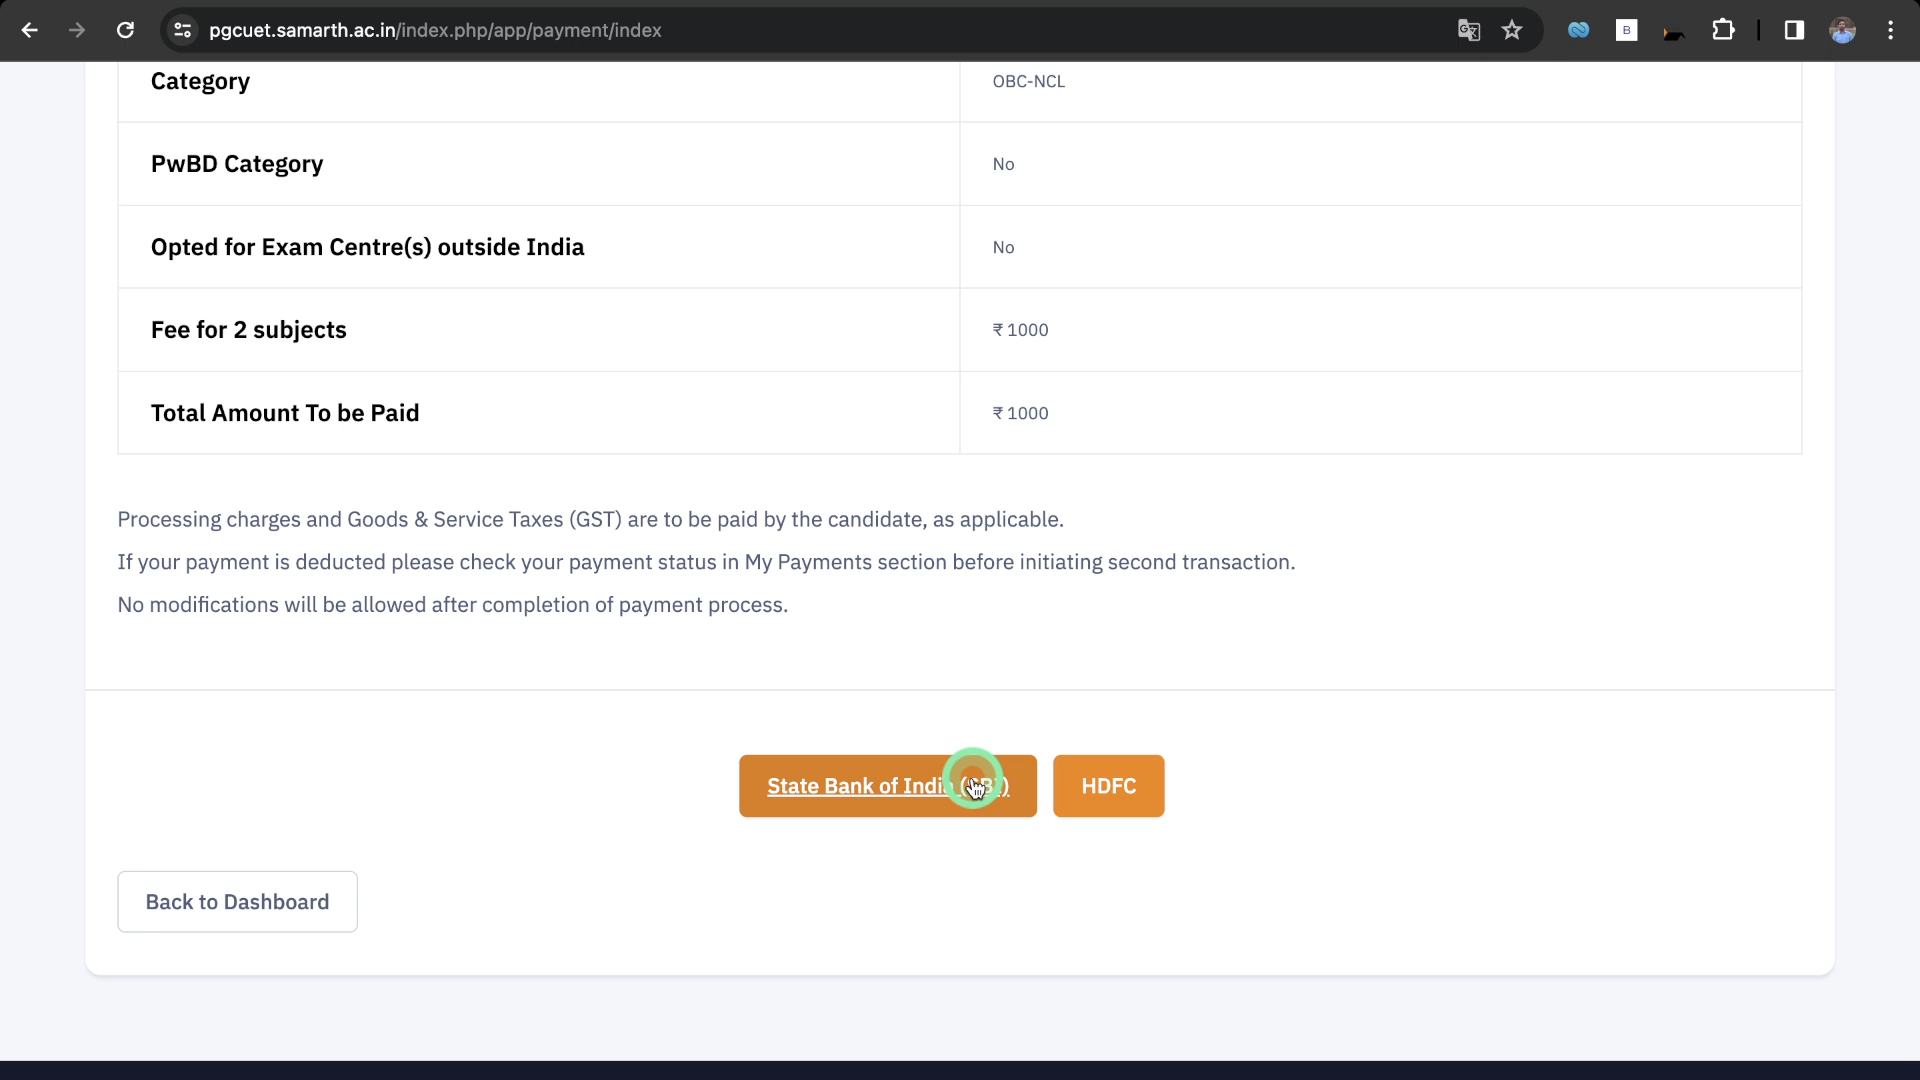 pgcuet.samarth.ac.in/index.php/app/payment/index
B
Category
OBC-NCL
PwBD Category
No
Opted for Exam Centre(s) outside India
No
Fee for 2 subjects
₹ 1000
Total Amount To be Paid
₹ 1000
Processing charges and Goods & Service Taxes (GST) are to be paid by the candidate, as applicable.
If your payment is deducted please check your payment status in My Payments section before initiating second transaction.
No modifications will be allowed after completion of payment process.
State Bank of India (SBI)
HDFC
Back to Dashboard